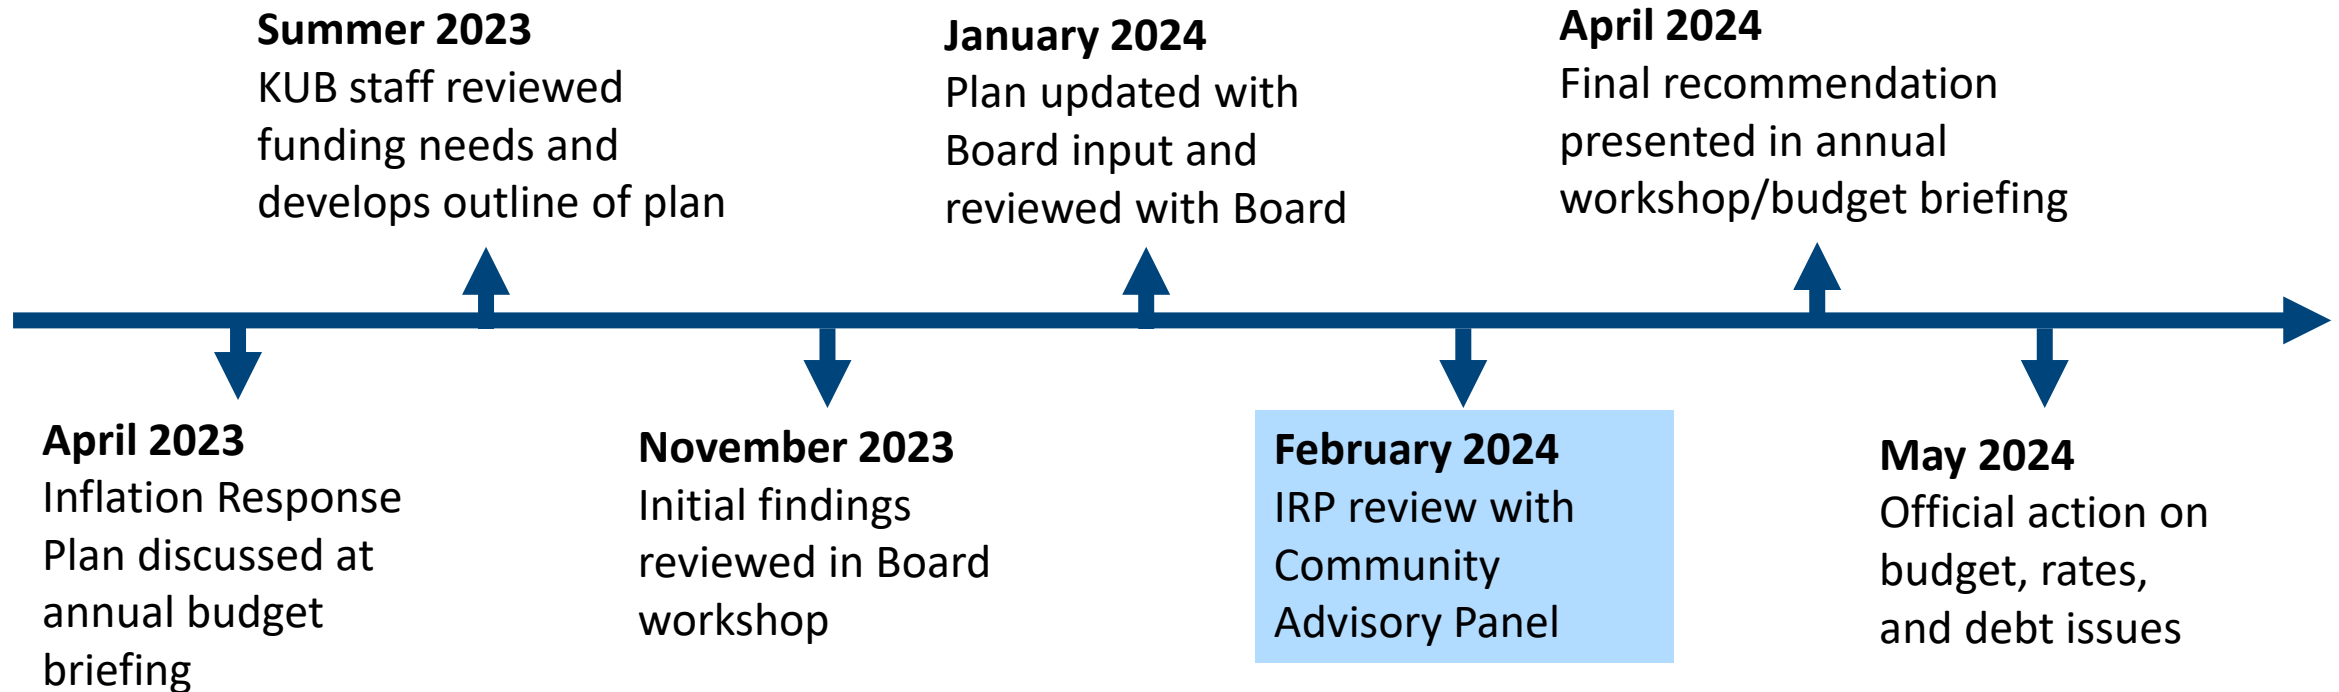 Summer 2023
KUB staff reviewed
funding needs and
develops outline of plan
January 2024
Plan updated with
Board input and
reviewed with Board
April 2024
Final recommendation
presented in annual
workshop/budget briefing
April 2023
Inflation Response
Plan discussed at
annual budget
briefing
November 2023
Initial findings
reviewed in Board
workshop
February 2024
IRP review with
Community
Advisory Panel
May 2024
Official action on
budget, rates,
and debt issues